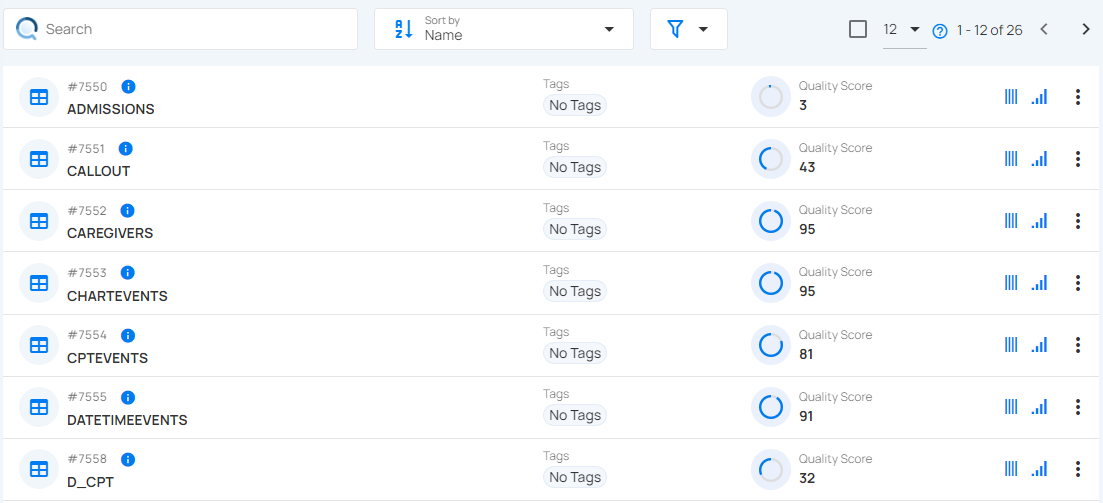 Search
Sort by
Name
12
1 - 12 of 26
#7550
ADMISSIONS
Tags
No Tags
Quality Score
3
#7551
CALLOUT
Tags
No Tags
Quality Score
43
#7552
CAREGIVERS
Tags
No Tags
Quality Score
95
#7553
CHARTEVENTS
Tags
No Tags
Quality Score
95
#7554
CPTEVENTS
Tags
No Tags
Quality Score
81
#7555
DATETIMEEVENTS
Tags
No Tags
Quality Score
91
#7558
D_CPT
Tags
No Tags
Quality Score
32